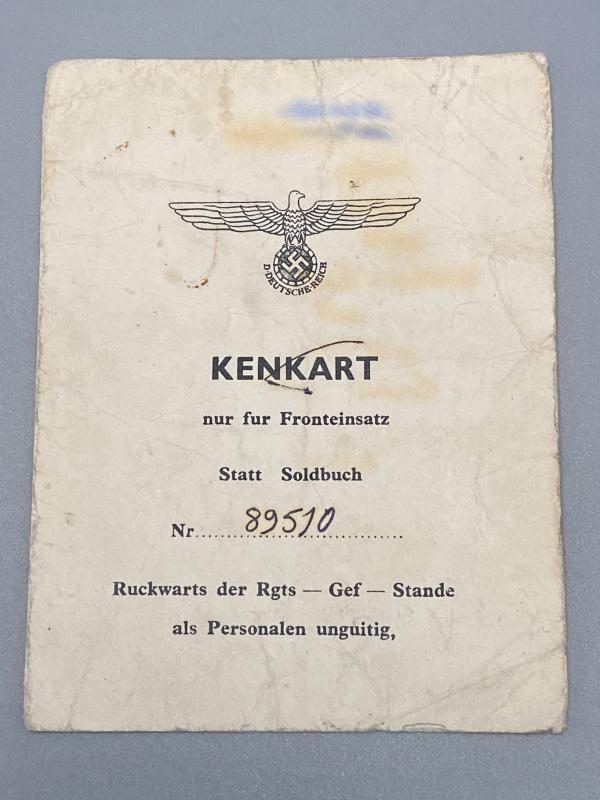 D·DEUTSCHE·REICH
KENKART
nur fur Fronteinsatz
Statt Soldbuch
Nr 89510
Ruckwarts der Rgts — Gef — Stande
als Personalen unguitig,